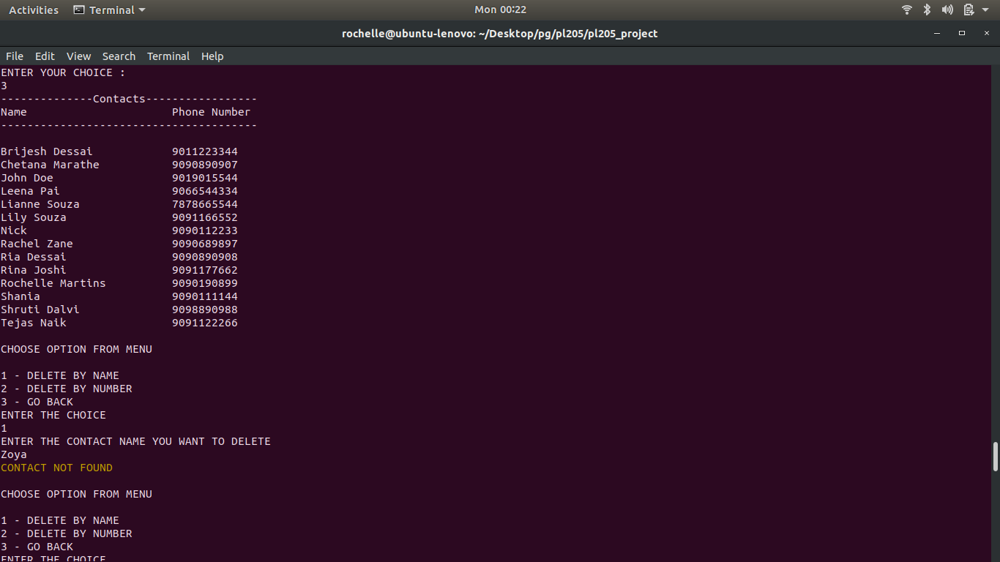 Activities Terminal Mon 00:22
rochelle@ubuntu-lenovo: ~/Desktop/pg/pl205/pl205_project
File Edit View Search Terminal Help
ENTER YOUR CHOICE :
3
--------------Contacts-----------------
Name Phone Number
---------------------------------------
Brijesh Dessai 9011223344
Chetana Marathe 9090890907
John Doe 9019015544
Leena Pai 9066544334
Lianne Souza 7878665544
Lily Souza 9091166552
Nick 9090112233
Rachel Zane 9090689897
Ria Dessai 9090890908
Rina Joshi 9091177662
Rochelle Martins 9090190899
Shania 9090111144
Shruti Dalvi 9098890988
Tejas Naik 9091122266
CHOOSE OPTION FROM MENU
1 - DELETE BY NAME
2 - DELETE BY NUMBER
3 - GO BACK
ENTER THE CHOICE
1
ENTER THE CONTACT NAME YOU WANT TO DELETE
Zoya
CONTACT NOT FOUND
CHOOSE OPTION FROM MENU
1 - DELETE BY NAME
2 - DELETE BY NUMBER
3 - GO BACK
ENTER THE CHOICE